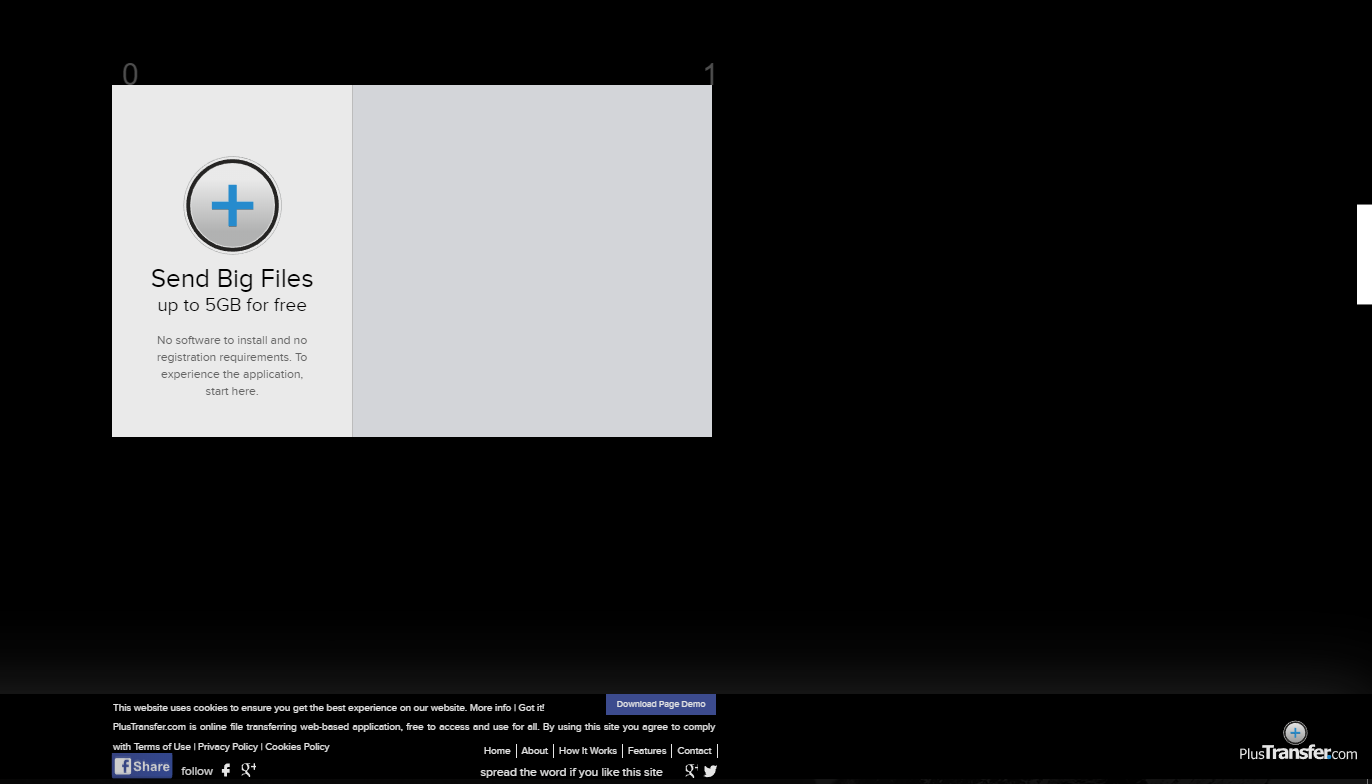 0 1
Send Big Files
up to 5GB for free
No software to install and no
registration requirements. To
experience the application,
start here.
This website uses cookies to ensure you get the best experience on our website. More info | Got it!
Download Page Demo
PlusTransfer.com is online file transferring web-based application, free to access and use for all. By using this site you agree to comply
with Terms of Use | Privacy Policy | Cookies Policy
Home | About | How It Works | Features | Contact |
Share follow
spread the word if you like this site
PlusTransfer.com